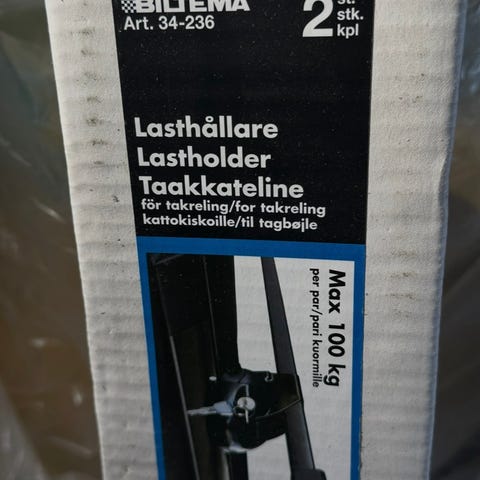 BILTEMA
Art. 34-236
2 st.
stk.
kpl
Lasthållare
Lastholder
Taakkateline
för takreling/for takreling
kattokiskoille/til tagbøjle
Max 100 kg
per par/pari kuormille